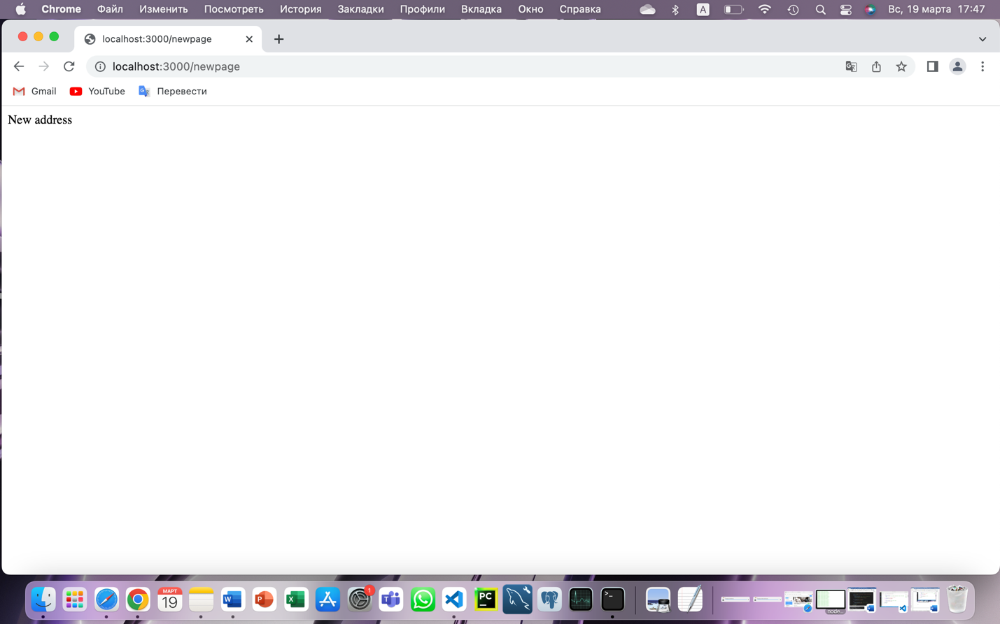 Chrome Файл Изменить Посмотреть История Закладки Профили Вкладка Окно Справка A Вс, 19 марта 17:47
localhost:3000/newpage
localhost:3000/newpage
Gmail YouTube Перевести
New address
МАРТ
19
W P X 1 T PC >_
node...